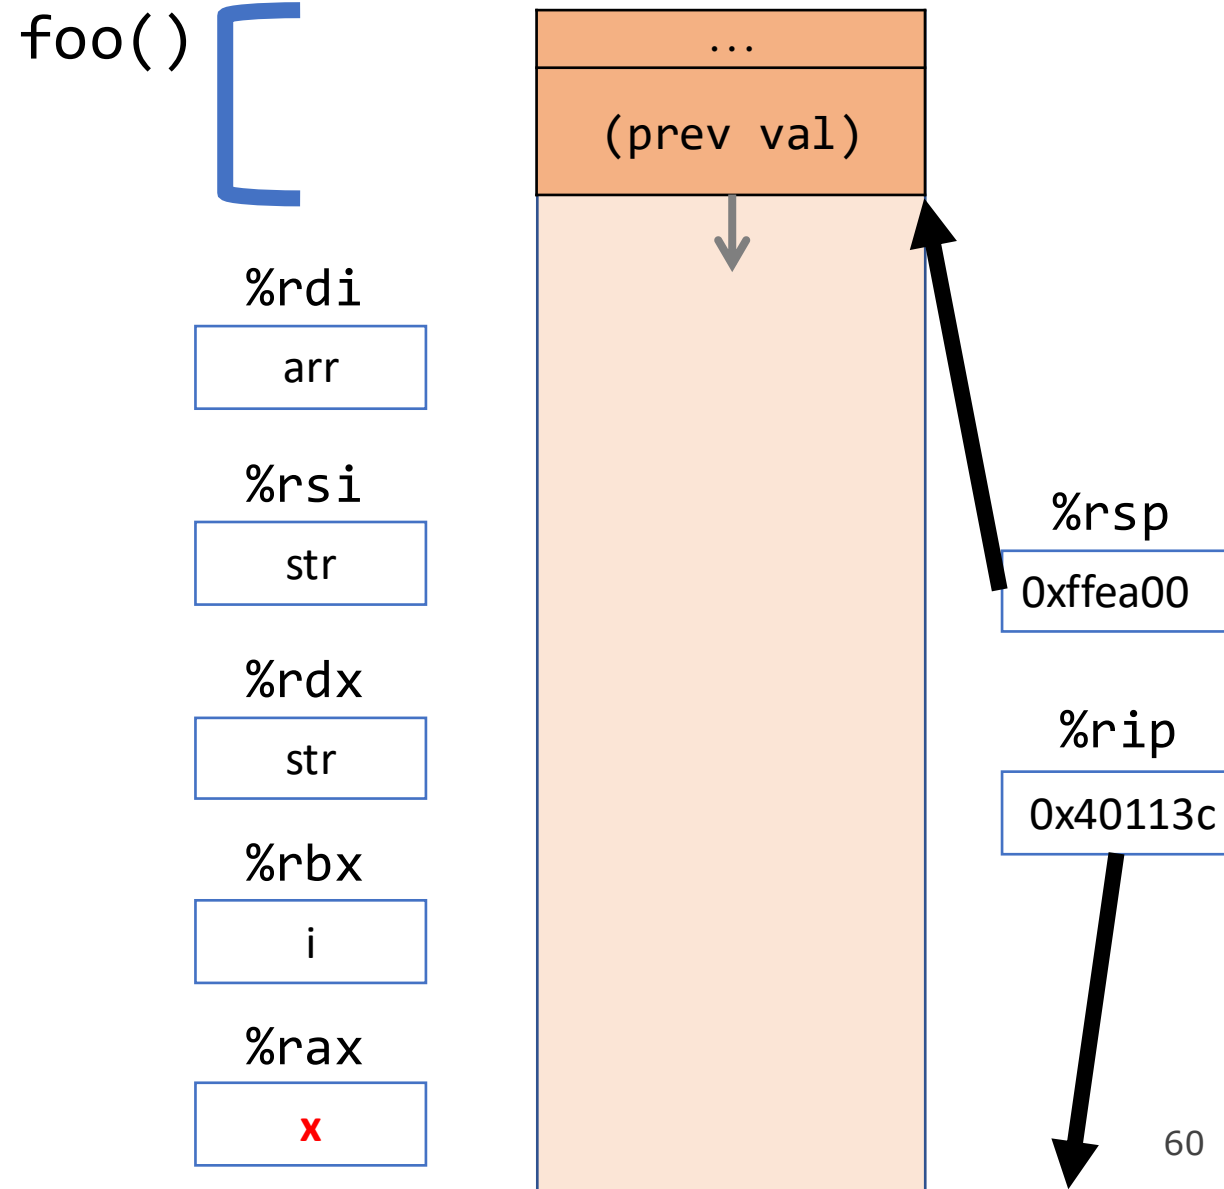 foo()
...
(prev val)
%rdi
arr
%rsi
str
%rdx
str
%rbx
i
%rax
x
%rsp
0xffea00
%rip
0x40113c
60